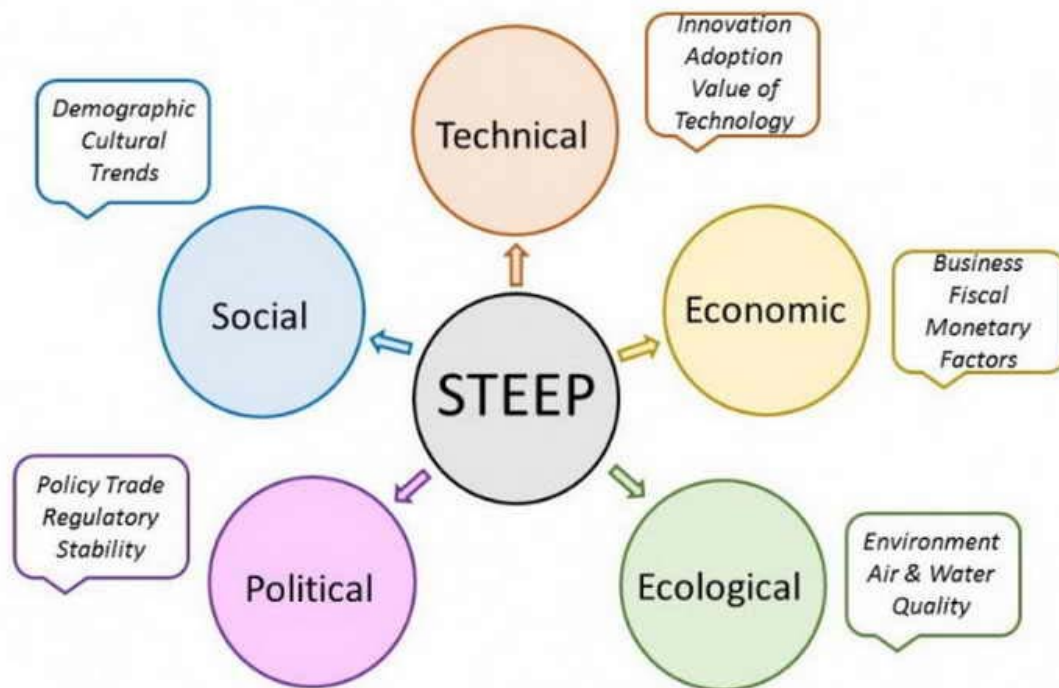 Innovation
Adoption
Value of
Technology
Technical
Demographic
Cultural
Trends
Social
Economic
Business
Fiscal
Monetary
Factors
STEEP
Policy Trade
Regulatory
Stability
Political
Ecological
Environment
Air & Water
Quality